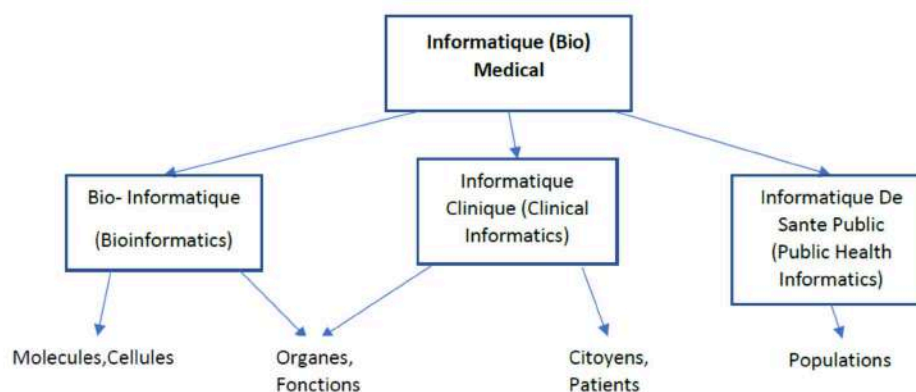 Informatique (Bio)
Medical
Bio- Informatique
(Bioinformatics)
Informatique
Clinique (Clinical
Informatics)
Informatique De
Sante Public
(Public Health
Informatics)
Molecules,Cellules
Organes,
Fonctions
Citoyens,
Patients
Populations